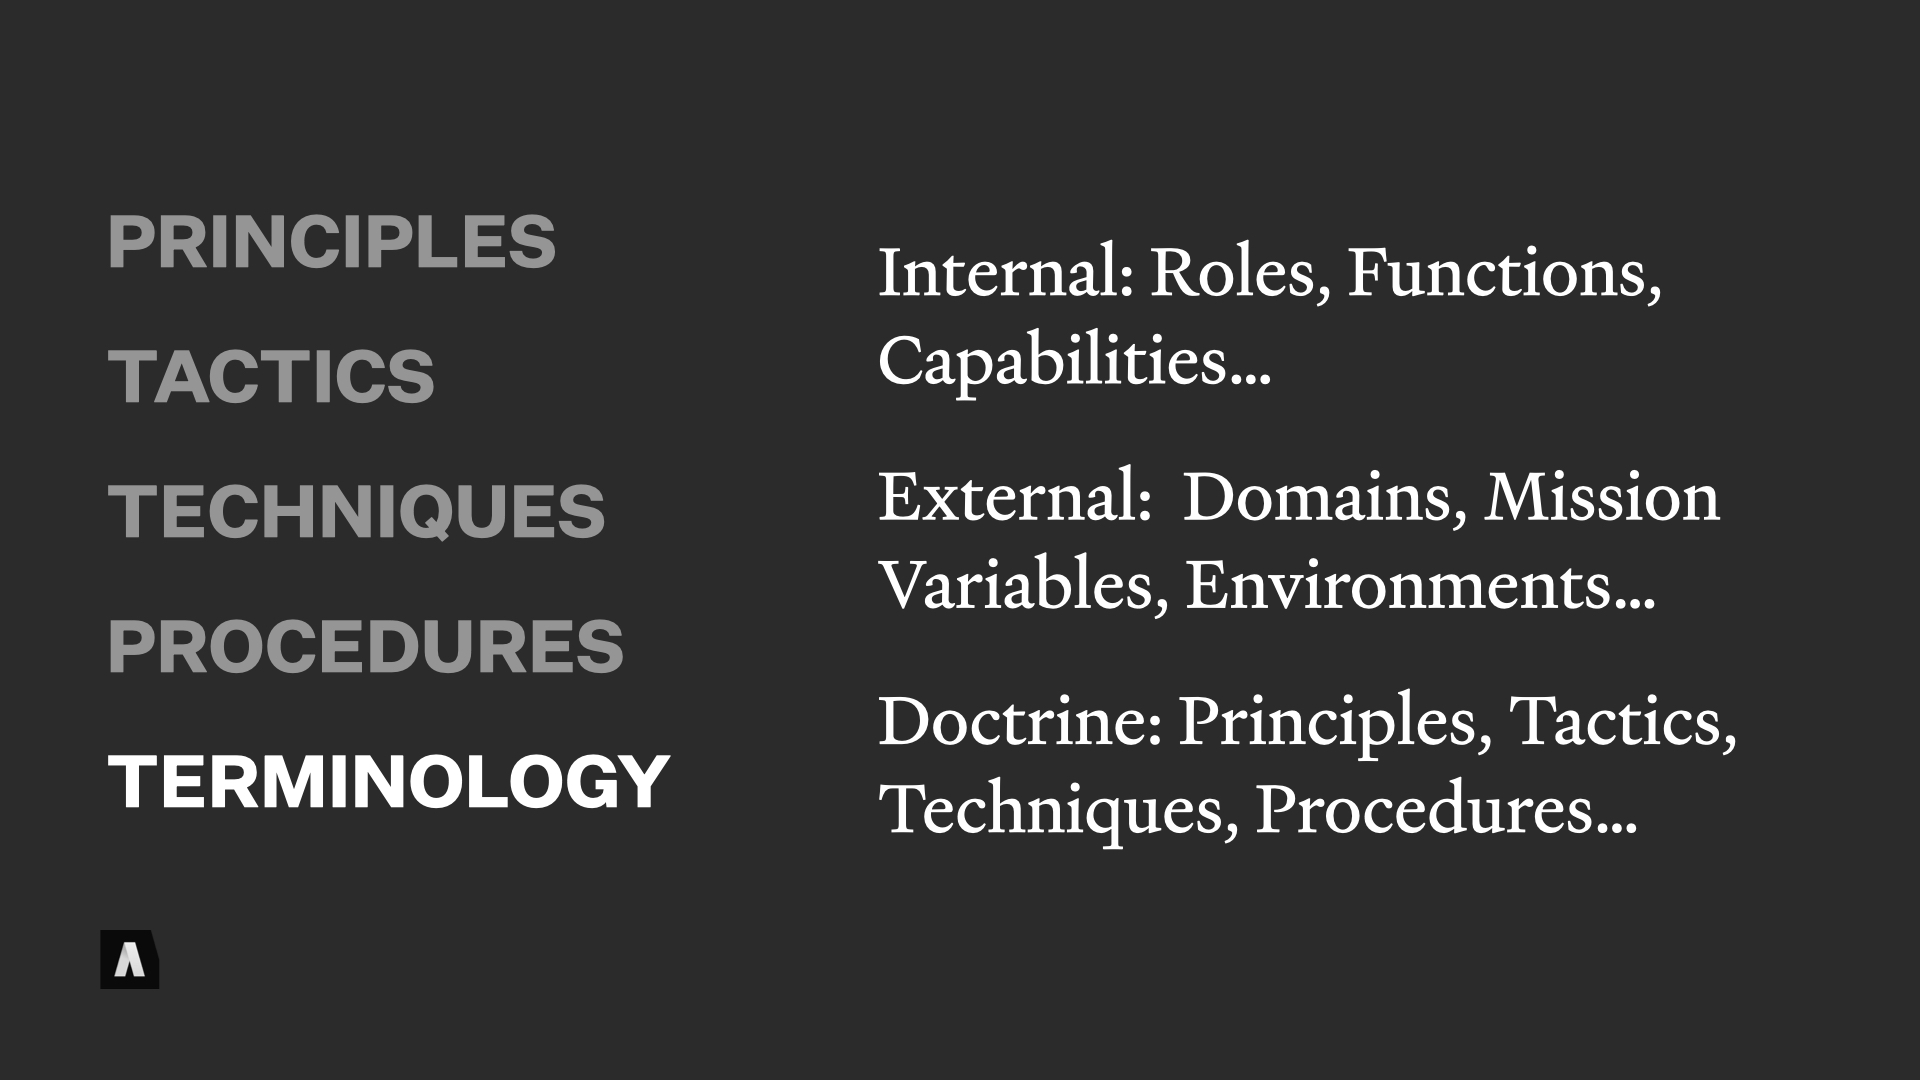 PRINCIPLES
TACTICS
TECHNIQUES
PROCEDURES
TERMINOLOGY
Internal: Roles, Functions,
Capabilities...
External:  Domains, Mission
Variables, Environments...
Doctrine: Principles, Tactics,
Techniques, Procedures...